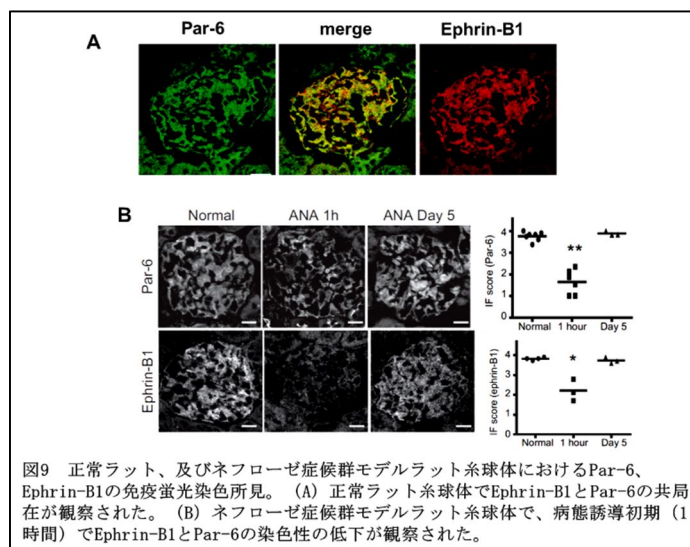 A
Par-6
merge
Ephrin-B1
B
Normal
ANA 1h
ANA Day 5
Par-6
Ephrin-B1
IF score (Par-6)
4
3
2
1
0
**
Normal
1 hour
Day 5
IF score (ephrin-B1)
4
2
0
*
Normal
1 hour
Day 5
図9 正常ラット、及びネフローゼ症候群モデルラット糸球体におけるPar-6、
Ephrin-B1の免疫蛍光染色所見。 (A) 正常ラット糸球体でEphrin-B1とPar-6の共局
在が観察された。 (B) ネフローゼ症候群モデルラット糸球体で、病態誘導初期（1
時間）でEphrin-B1とPar-6の染色性の低下が観察された。